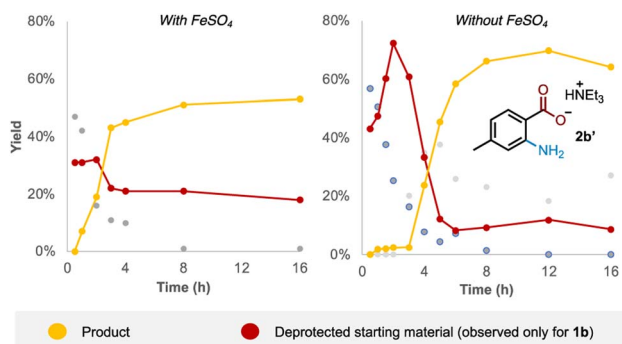 With FeSO₄
Without FeSO₄
80%
60%
40%
20%
0%
Yield
0
4
8
12
16
Time (h)
80%
60%
40%
20%
0%
0
4
8
12
16
Time (h)
O
O⁻
HNEt₃⁺
NH₂
2b'
Product
Deprotected starting material (observed only for 1b)